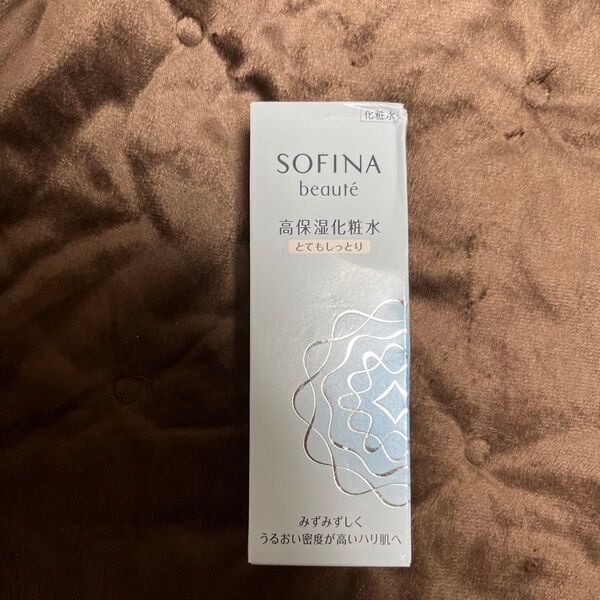 化粧水
SOFINA
beauté
高保湿化粧水
とてもしっとり
みずみずしく
うるおい密度が高いハリ肌へ